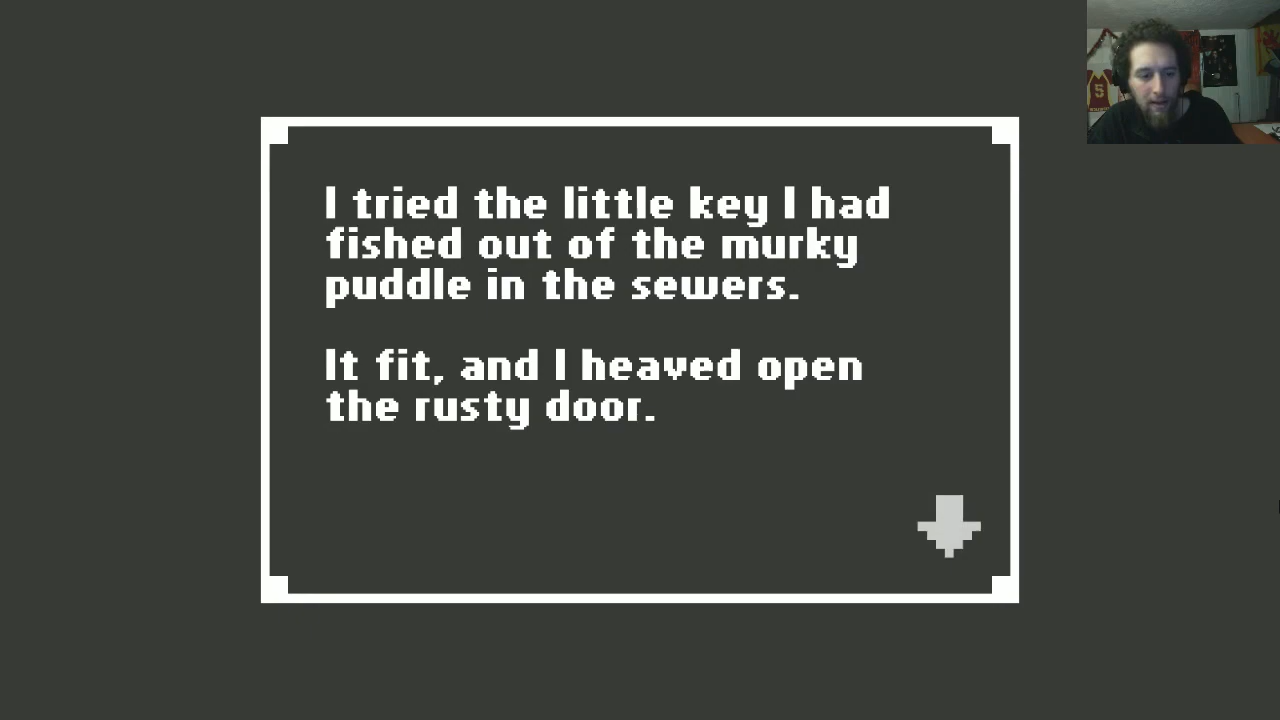 I tried the little key I had
fished out of the murky
puddle in the sewers.
It fit, and I heaved open
the rusty door.
5